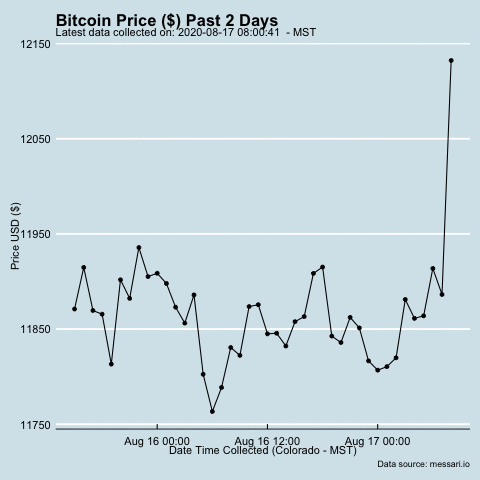 Bitcoin Price ($) Past 2 Days
Latest data collected on: 2020-08-17 08:00:41  - MST
12150
12050
11950
11850
11750
Price USD ($)
Aug 16 00:00
Aug 16 12:00
Aug 17 00:00
Date Time Collected (Colorado - MST)
Data source: messari.io